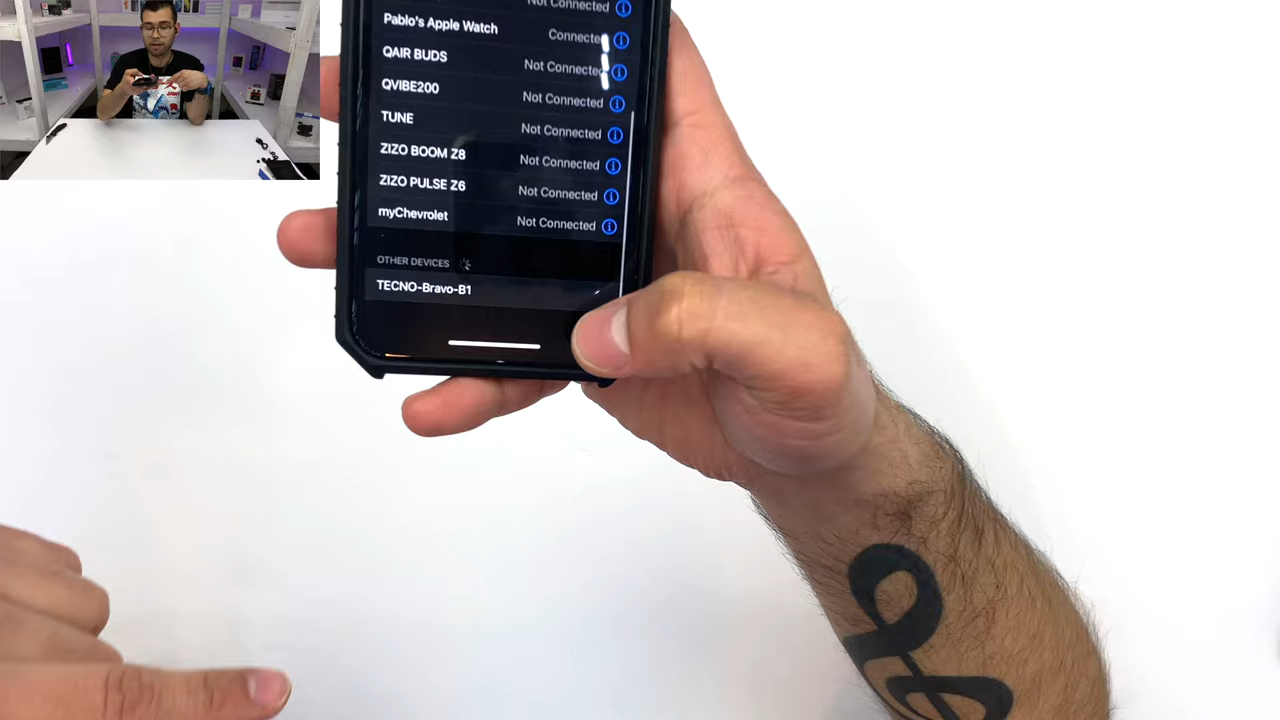 Not Connected
Pablo's Apple Watch Connected
QAIR BUDS Not Connected
QVIBE200 Not Connected
TUNE Not Connected
ZIZO BOOM Z8 Not Connected
ZIZO PULSE Z6 Not Connected
myChevrolet Not Connected
OTHER DEVICES
TECNO-Bravo-B1